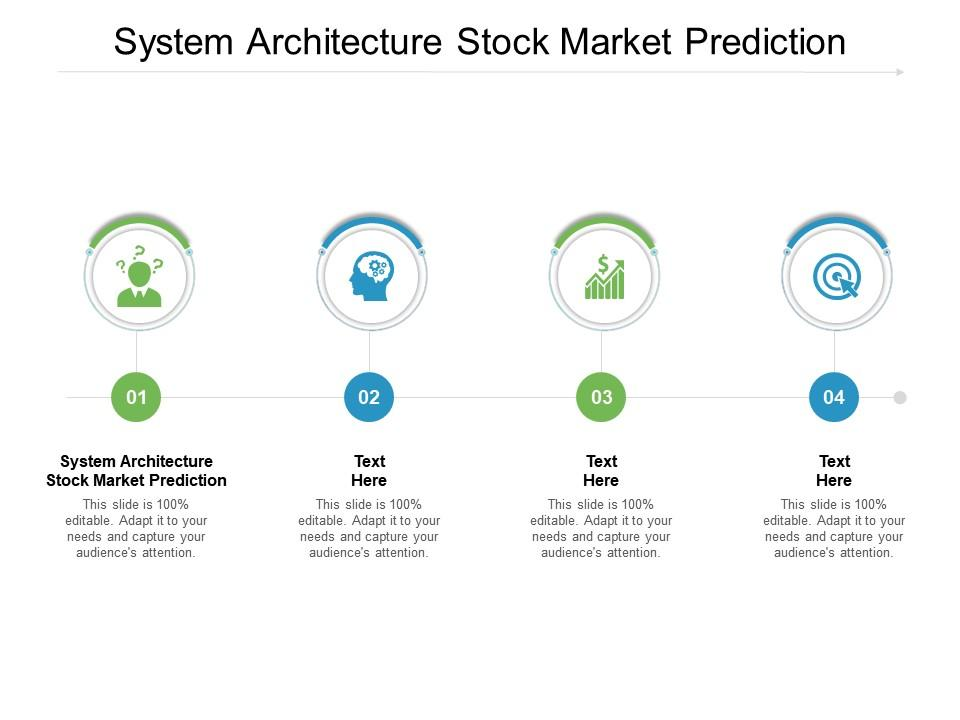 System Architecture Stock Market Prediction
? ? ?
$
01
02
03
04
System Architecture
Stock Market Prediction
This slide is 100%
editable. Adapt it to your
needs and capture your
audience's attention.
Text
Here
This slide is 100%
editable. Adapt it to your
needs and capture your
audience's attention.
Text
Here
This slide is 100%
editable. Adapt it to your
needs and capture your
audience's attention.
Text
Here
This slide is 100%
editable. Adapt it to your
needs and capture your
audience's attention.